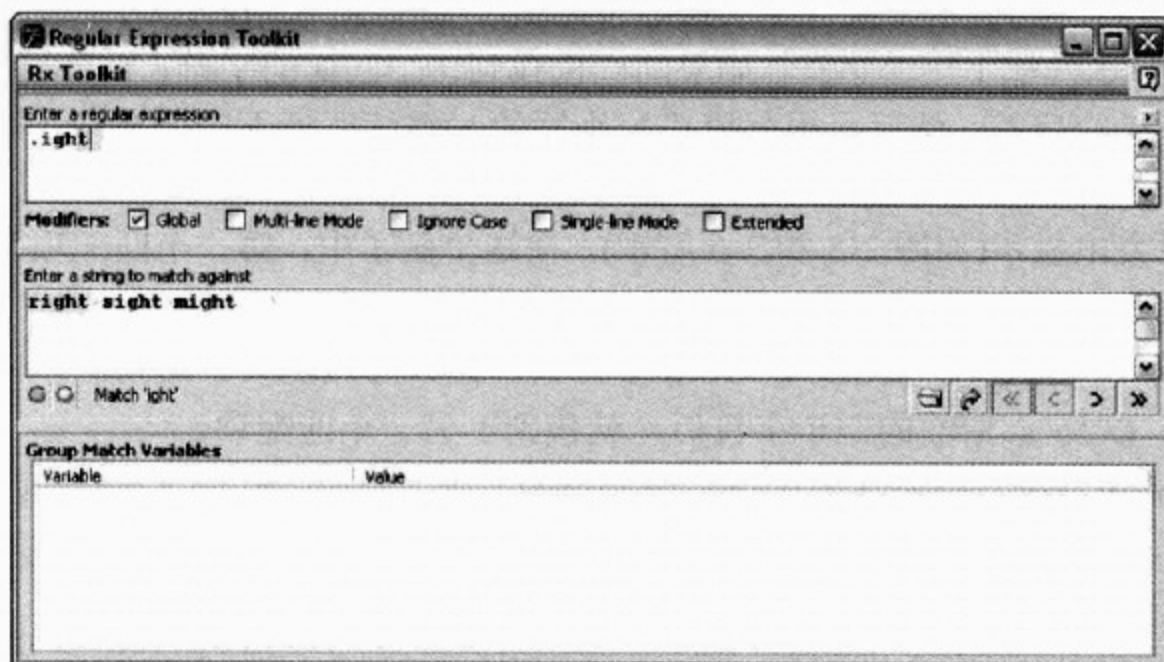 Regular Expression Toolkit
Rx Toolkit
Enter a regular expression
.ight
Modifiers: Global Multi-line Mode Ignore Case Single-line Mode Extended
Enter a string to match against
right sight might
Match 'ight'
Group Match Variables
Variable Value